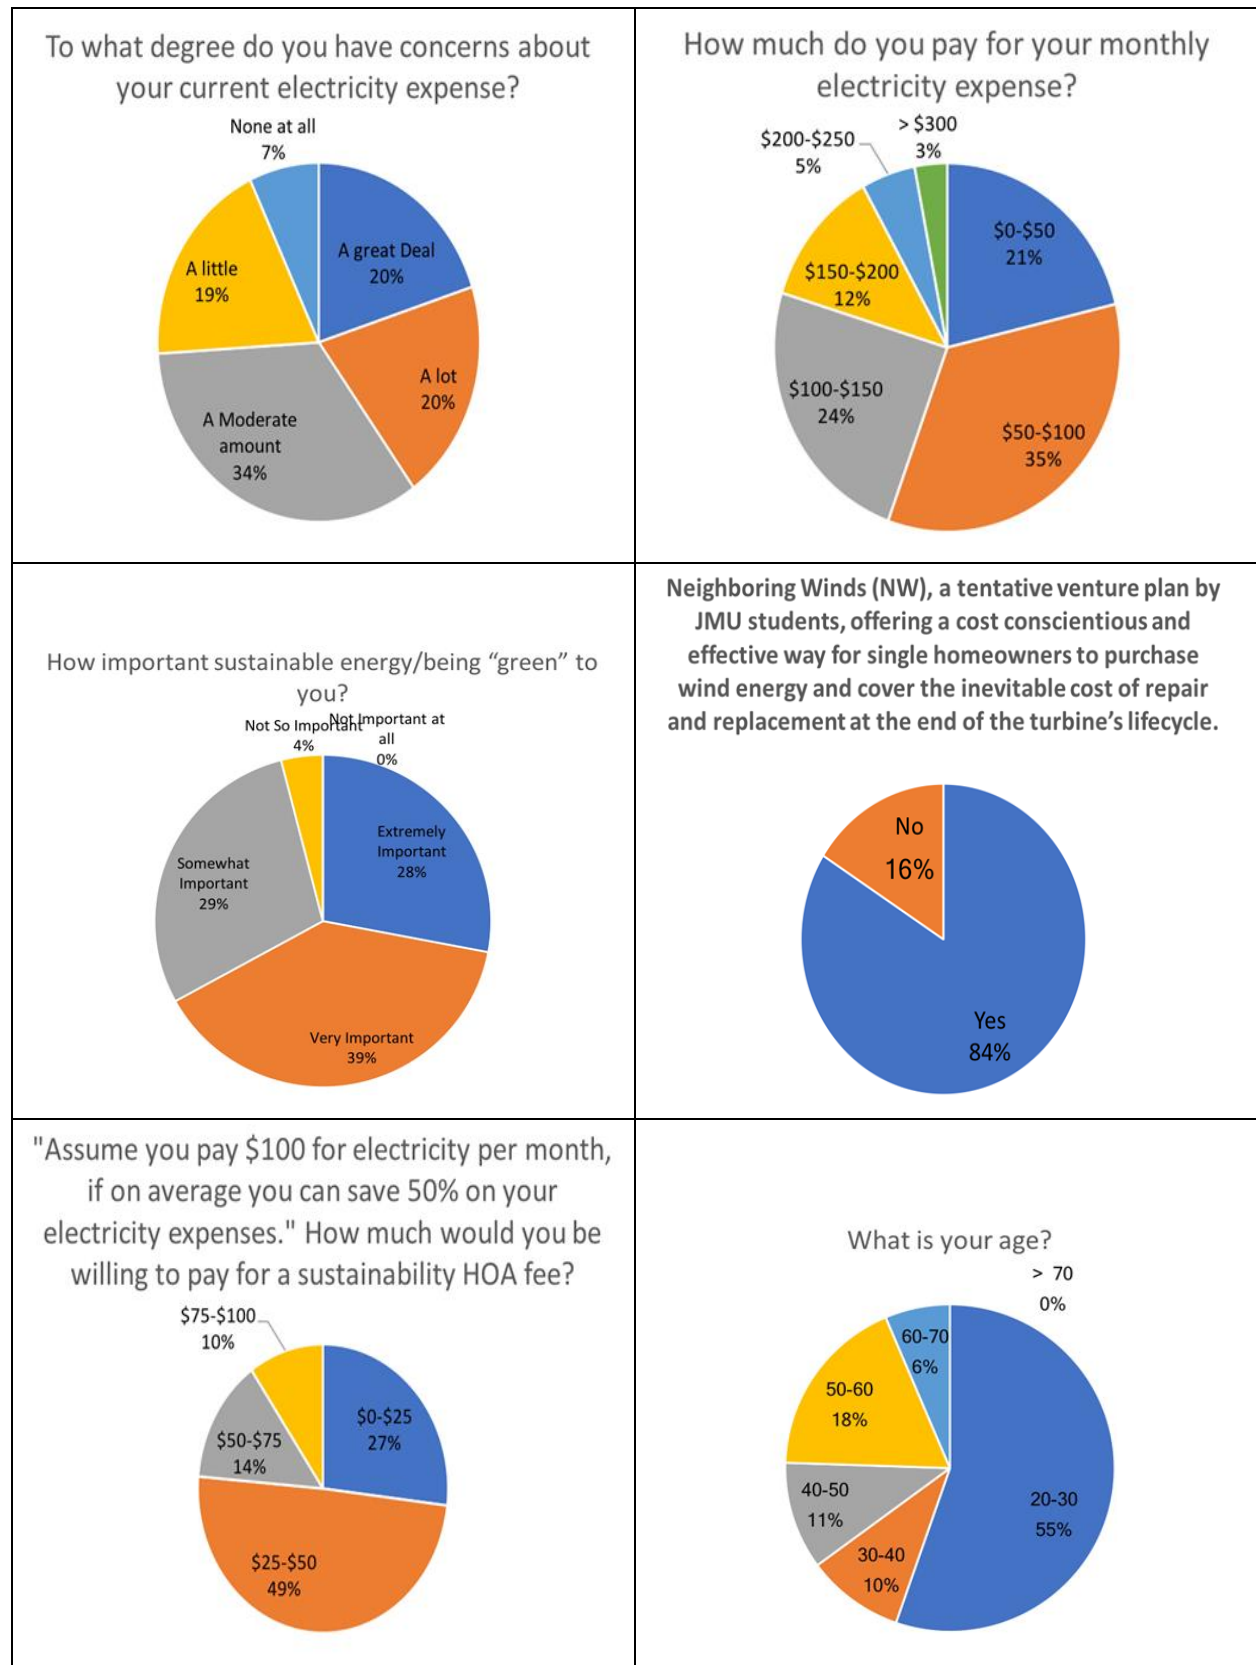 To what degree do you have concerns about
your current electricity expense?
None at all
7%
A great Deal
20%
A little
19%
A lot
20%
A Moderate
amount
34%
How much do you pay for your monthly
electricity expense?
> $300
3%
$200-$250
5%
$0-$50
21%
$150-$200
12%
$100-$150
24%
$50-$100
35%
How important sustainable energy/being “green” to
you?
Not So Important
4%
Not Important at
all
0%
Extremely
Important
28%
Somewhat
Important
29%
Very Important
39%
Neighboring Winds (NW), a tentative venture plan by
JMU students, offering a cost conscientious and
effective way for single homeowners to purchase
wind energy and cover the inevitable cost of repair
and replacement at the end of the turbine’s lifecycle.
No
16%
Yes
84%
"Assume you pay $100 for electricity per month,
if on average you can save 50% on your
electricity expenses." How much would you be
willing to pay for a sustainability HOA fee?
$75-$100
10%
$0-$25
27%
$50-$75
14%
$25-$50
49%
What is your age?
> 70
0%
60-70
6%
50-60
18%
40-50
11%
20-30
55%
30-40
10%